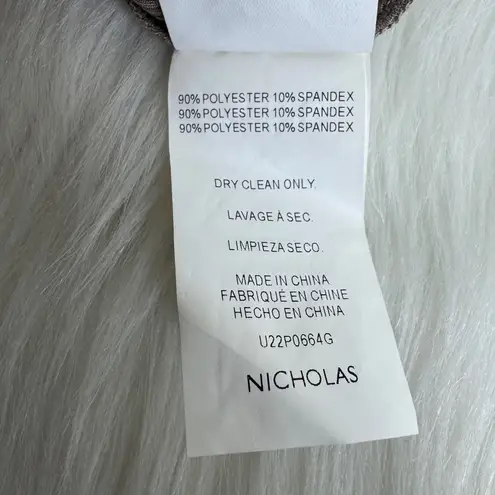 90% POLYESTER 10% SPANDEX
90% POLYESTER 10% SPANDEX
90% POLYESTER 10% SPANDEX
DRY CLEAN ONLY.
LAVAGE À SEC.
LIMPIEZA SECO.
MADE IN CHINA
FABRIQUÉ EN CHINE
HECHO EN CHINA
U22P0664G
NICHOLAS